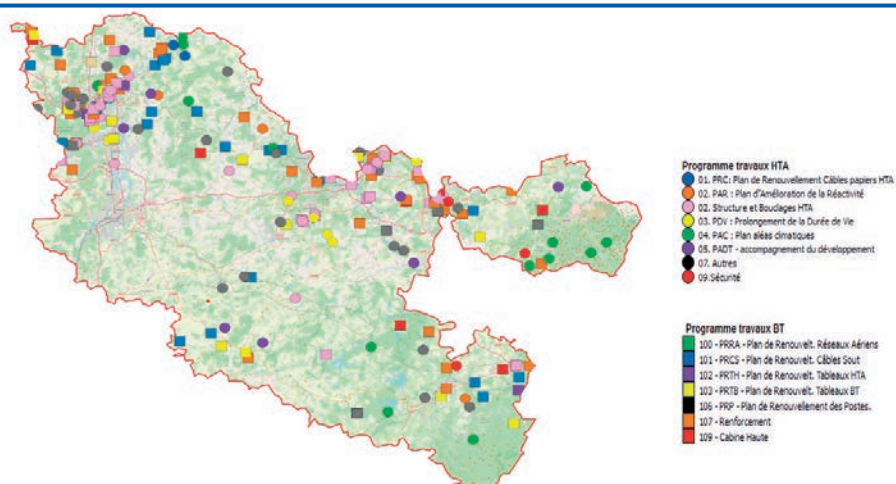 Programme travaux HTA
01. PRC: Plan de Renouvellement Câbles papiers HTA
02. PAR : Plan d'Amélioration de la Réactivité
02. Structure et Bouclages HTA
03. PDV : Prolongement de la Durée de Vie
04. PAC : Plan aléas climatiques
05. PADT - accompagnement du développement
07. Autres
09.Sécurité
Programme travaux BT
100 - PRRA - Plan de Renouvelt. Réseaux Aériens
101 - PRCS - Plan de Renouvelt. Câbles Sout
102 - PRTH - Plan de Renouvelt. Tableaux HTA
103 - PRTB - Plan de Renouvelt. Tableaux BT
106 - PRP - Plan de Renouvellement des Postes.
107 - Renforcement
109 - Cabine Haute